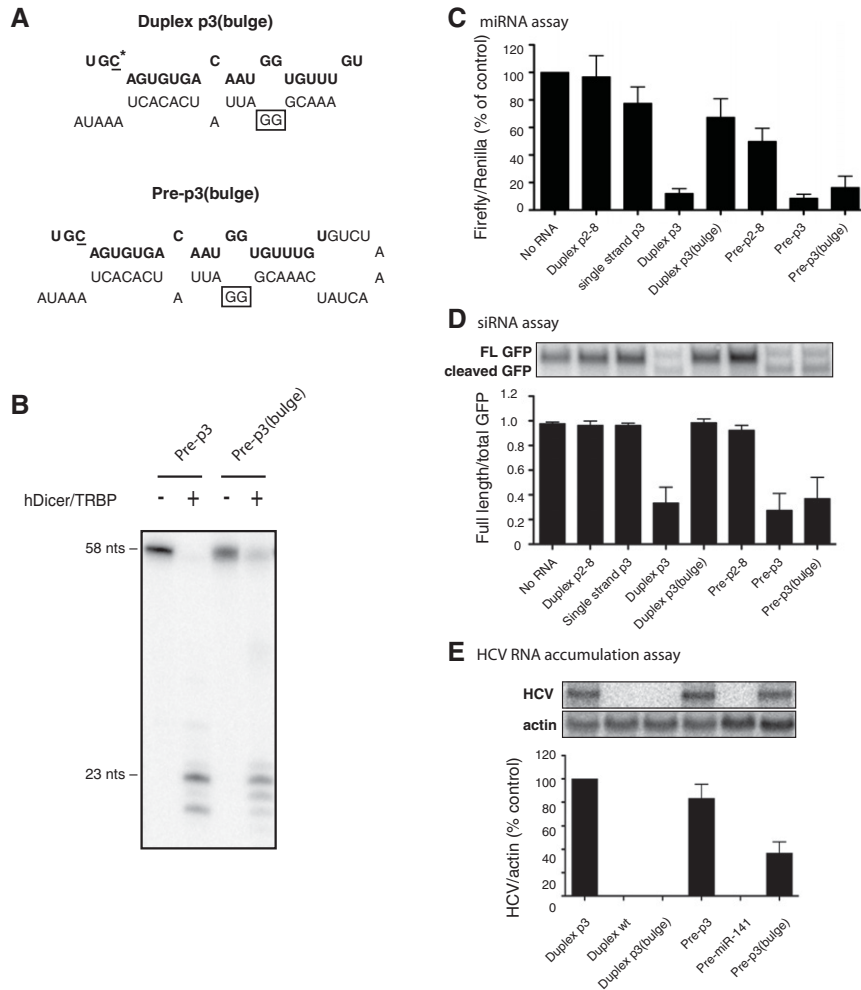 A
Duplex p3(bulge)
UGC* C GG GU
AGUGUGA AAU UGUUU
UCACACU UUA GCAAA
AUAAA A GG
Pre-p3(bulge)
UGC C GG UGUCU
AGUGUGA AAU UGUUUG A
UCACACU UUA GCAAAC A
AUAAA A GG UAUCA
B
Pre-p3 Pre-p3(bulge)
hDicer/TRBP - + - +
58 nts –
23 nts –
C miRNA assay
Firefly/Renilla (% of control)
120
100
80
60
40
20
0
No RNA
Duplex p2-8
single strand p3
Duplex p3
Duplex p3(bulge)
Pre-p2-8
Pre-p3
Pre-p3(bulge)
D siRNA assay
FL GFP
cleaved GFP
Full length/total GFP
1.2
1.0
0.8
0.6
0.4
0.2
0
No RNA
Duplex p2-8
Single strand p3
Duplex p3
Duplex p3(bulge)
Pre-p2-8
Pre-p3
Pre-p3(bulge)
E HCV RNA accumulation assay
HCV
actin
HCV/actin (% control)
120
100
80
60
40
20
0
Duplex p3
Duplex wt
Duplex p3(bulge)
Pre-p3
Pre-miR-141
Pre-p3(bulge)